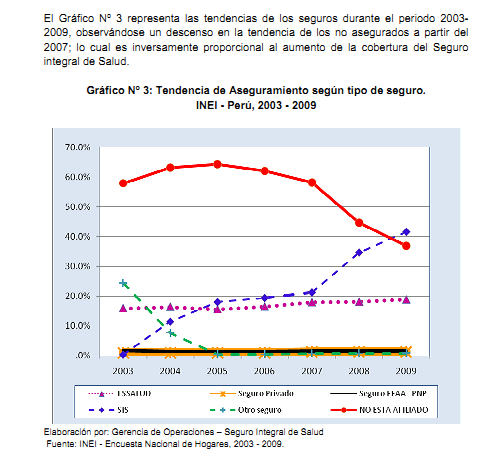 El Gráfico Nº 3 representa las tendencias de los seguros durante el periodo 2003-
2009, observándose un descenso en la tendencia de los no asegurados a partir del
2007; lo cual es inversamente proporcional al aumento de la cobertura del Seguro
integral de Salud.
Gráfico Nº 3: Tendencia de Aseguramiento según tipo de seguro.
INEI - Perú, 2003 - 2009
70.0%
60.0%
50.0%
40.0%
30.0%
20.0%
10.0%
.0%
2003 2004 2005 2006 2007 2008 2009
ESSALUD Seguro Privado Seguro FFAA - PNP
SIS Otro seguro NO ESTA AFILIADO
Elaboración por: Gerencia de Operaciones – Seguro Integral de Salud
Fuente: INEI - Encuesta Nacional de Hogares, 2003 - 2009.